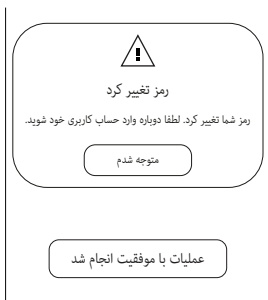 رمز تغییر کرد
رمز شما تغییر کرد. لطفا دوباره وارد حساب کاربری خود شوید.
متوجه شدم
عملیات با موفقیت انجام شد